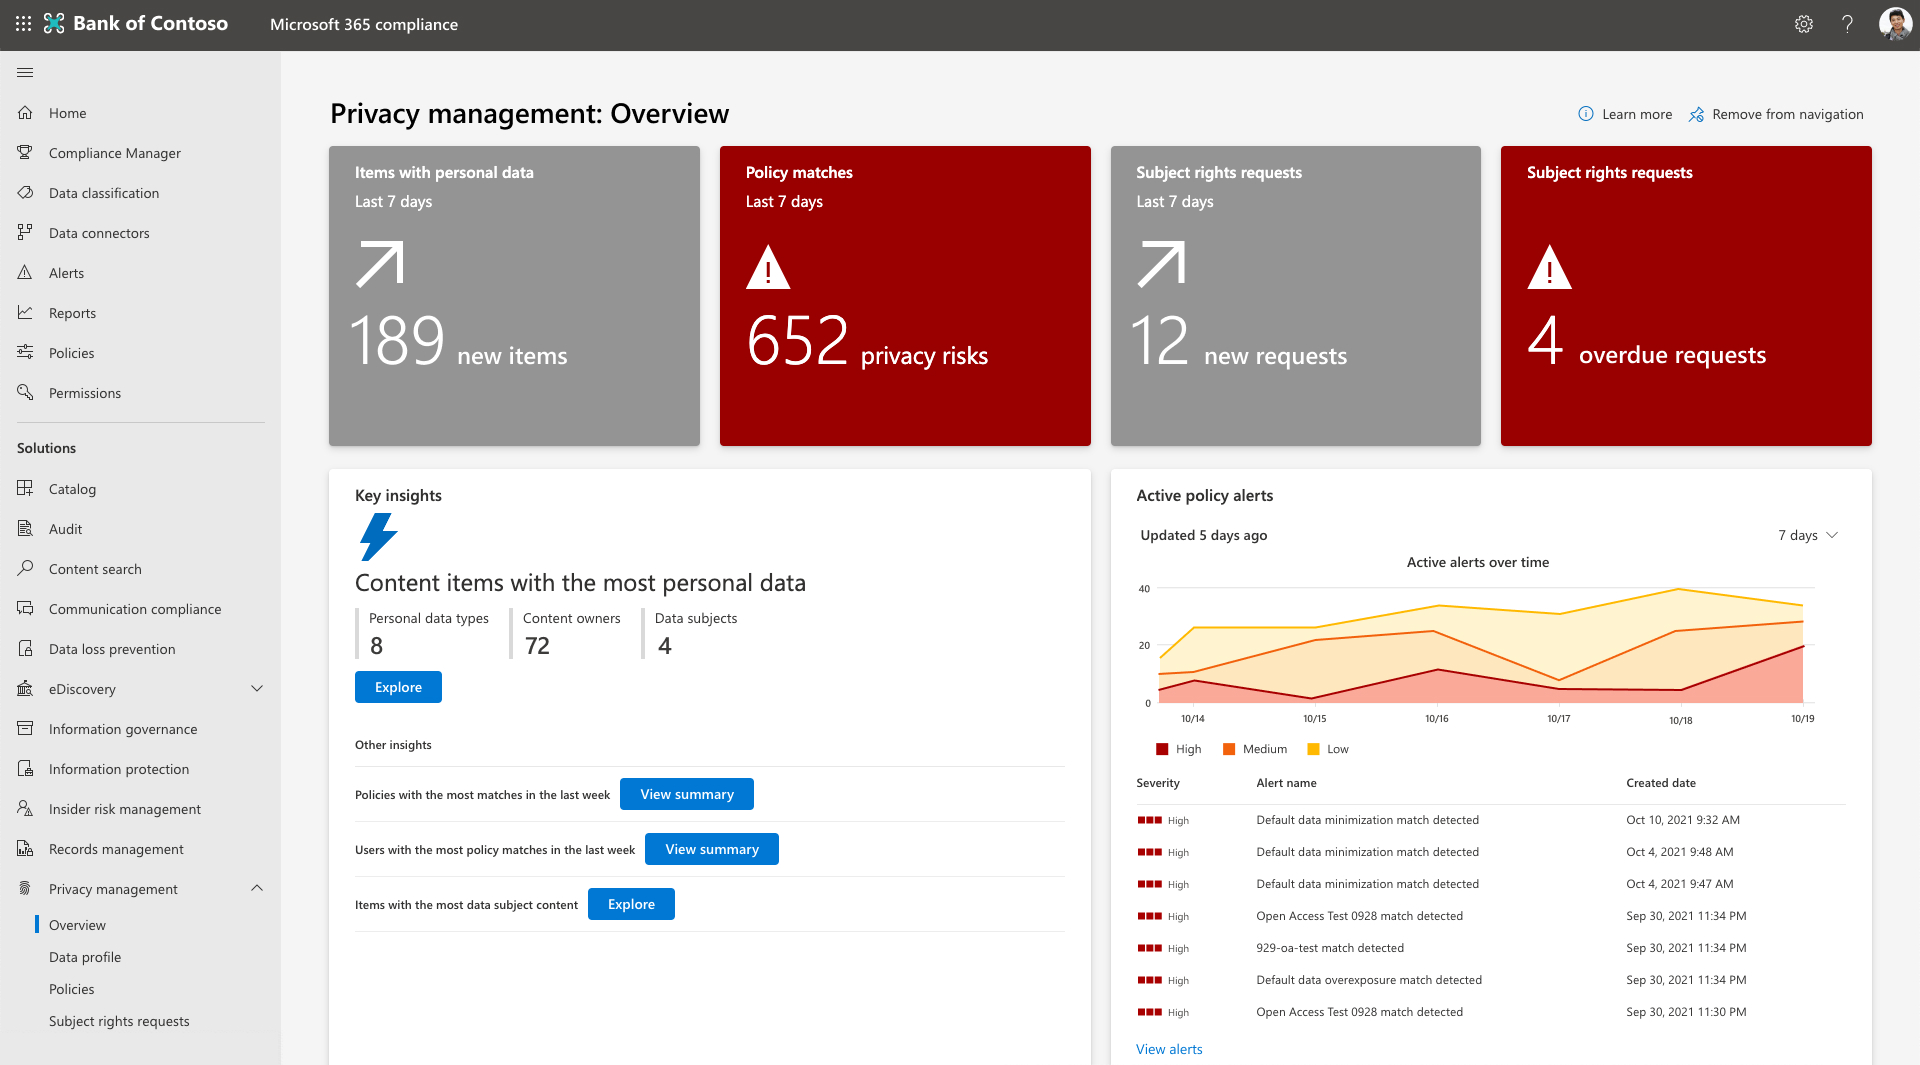 Bank of Contoso
Microsoft 365 compliance
?
Home
Compliance Manager
Data classification
Data connectors
Alerts
Reports
Policies
Permissions
Solutions
Catalog
Audit
Content search
Communication compliance
Data loss prevention
eDiscovery
Information governance
Information protection
Insider risk management
Records management
Privacy management
Overview
Data profile
Policies
Subject rights requests
Privacy management: Overview
Learn more
Remove from navigation
Items with personal data
Last 7 days
189 new items
Policy matches
Last 7 days
652 privacy risks
Subject rights requests
Last 7 days
12 new requests
Subject rights requests
4 overdue requests
Key insights
Content items with the most personal data
Personal data types
8
Content owners
72
Data subjects
4
Explore
Other insights
Policies with the most matches in the last week View summary
Users with the most policy matches in the last week View summary
Items with the most data subject content Explore
Active policy alerts
Updated 5 days ago
7 days
Active alerts over time
40
20
0
10/14 10/15 10/16 10/17 10/18 10/19
High Medium Low
Severity Alert name Created date
High Default data minimization match detected Oct 10, 2021 9:32 AM
High Default data minimization match detected Oct 4, 2021 9:48 AM
High Default data minimization match detected Oct 4, 2021 9:47 AM
High Open Access Test 0928 match detected Sep 30, 2021 11:34 PM
High 929-oa-test match detected Sep 30, 2021 11:34 PM
High Default data overexposure match detected Sep 30, 2021 11:34 PM
High Open Access Test 0928 match detected Sep 30, 2021 11:30 PM
View alerts